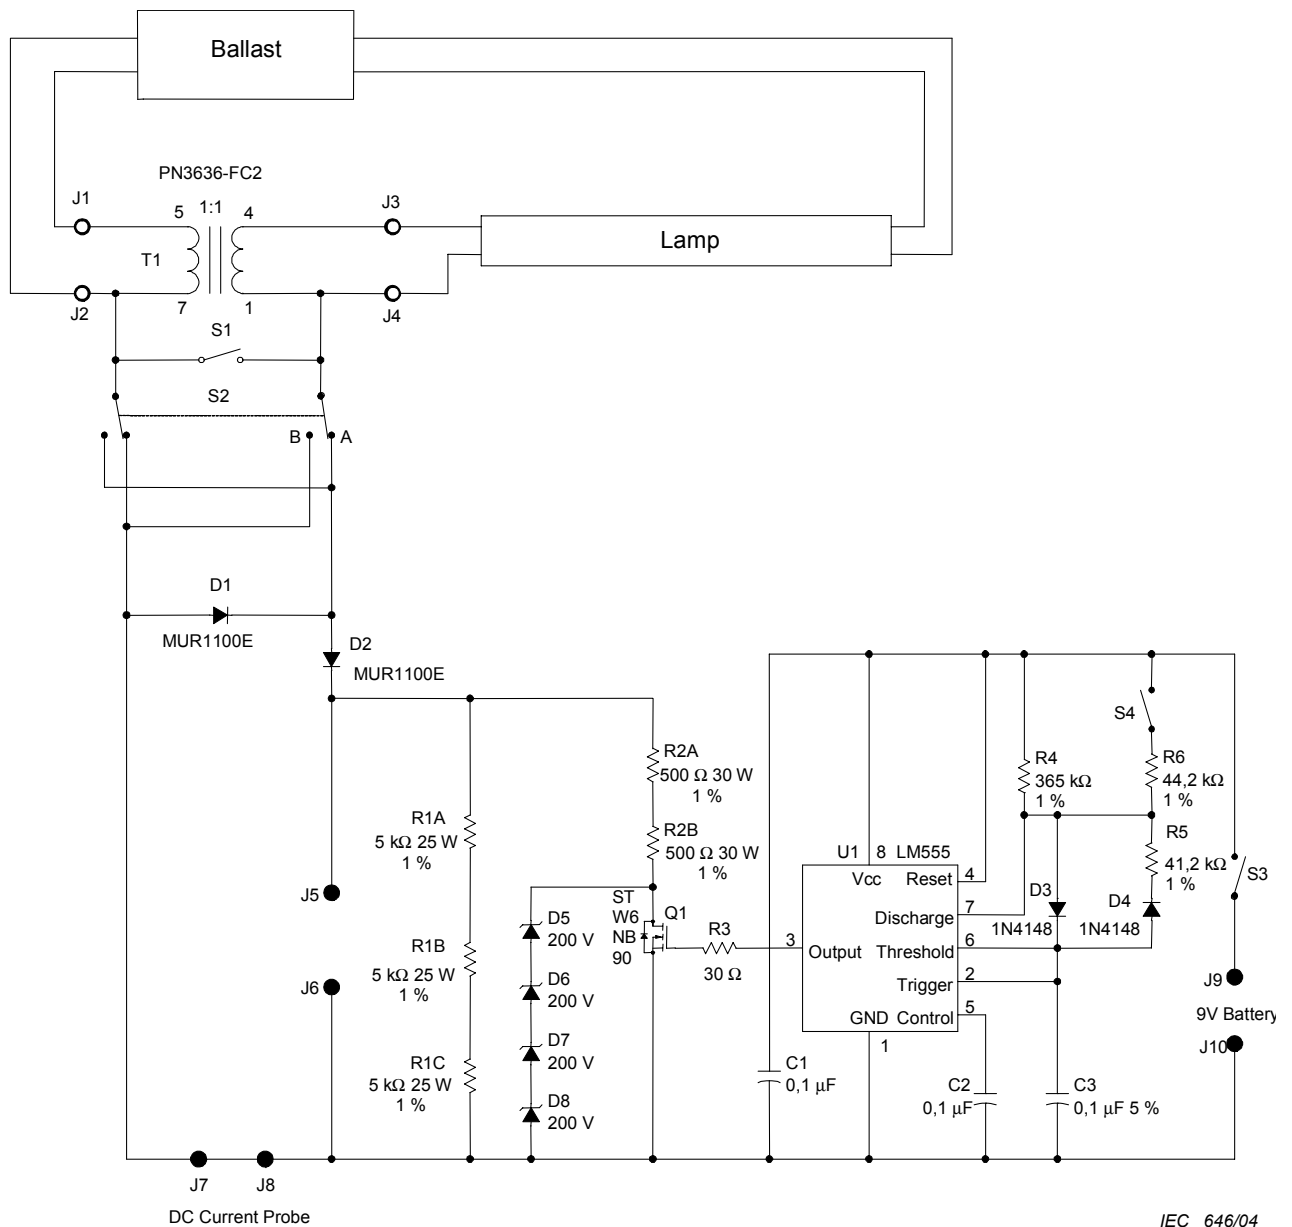 Ballast
PN3636-FC2
J1
5
1:1
4
J3
T1
Lamp
J2
7
1
J4
S1
S2
B
A
D1
MUR1100E
D2
MUR1100E
S4
R2A
500 Ω 30 W
1 %
R4
365 kΩ
1 %
R6
44,2 kΩ
1 %
R1A
5 kΩ 25 W
1 %
R2B
500 Ω 30 W
1 %
R5
41,2 kΩ
1 %
U1
8
LM555
Vcc
Reset
4
S3
J5
ST
W6
NB
90
Q1
D5
200 V
R3
30 Ω
3
Output
Discharge
7
D3
1N4148
D4
1N4148
Threshold
6
Trigger
2
R1B
5 kΩ 25 W
1 %
J6
D6
200 V
J9
9V Battery
J10
GND
Control
5
1
D7
200 V
R1C
5 kΩ 25 W
1 %
C1
0,1 μF
C2
0,1 μF
C3
0,1 μF 5 %
D8
200 V
J7
J8
DC Current Probe
IEC 646/04